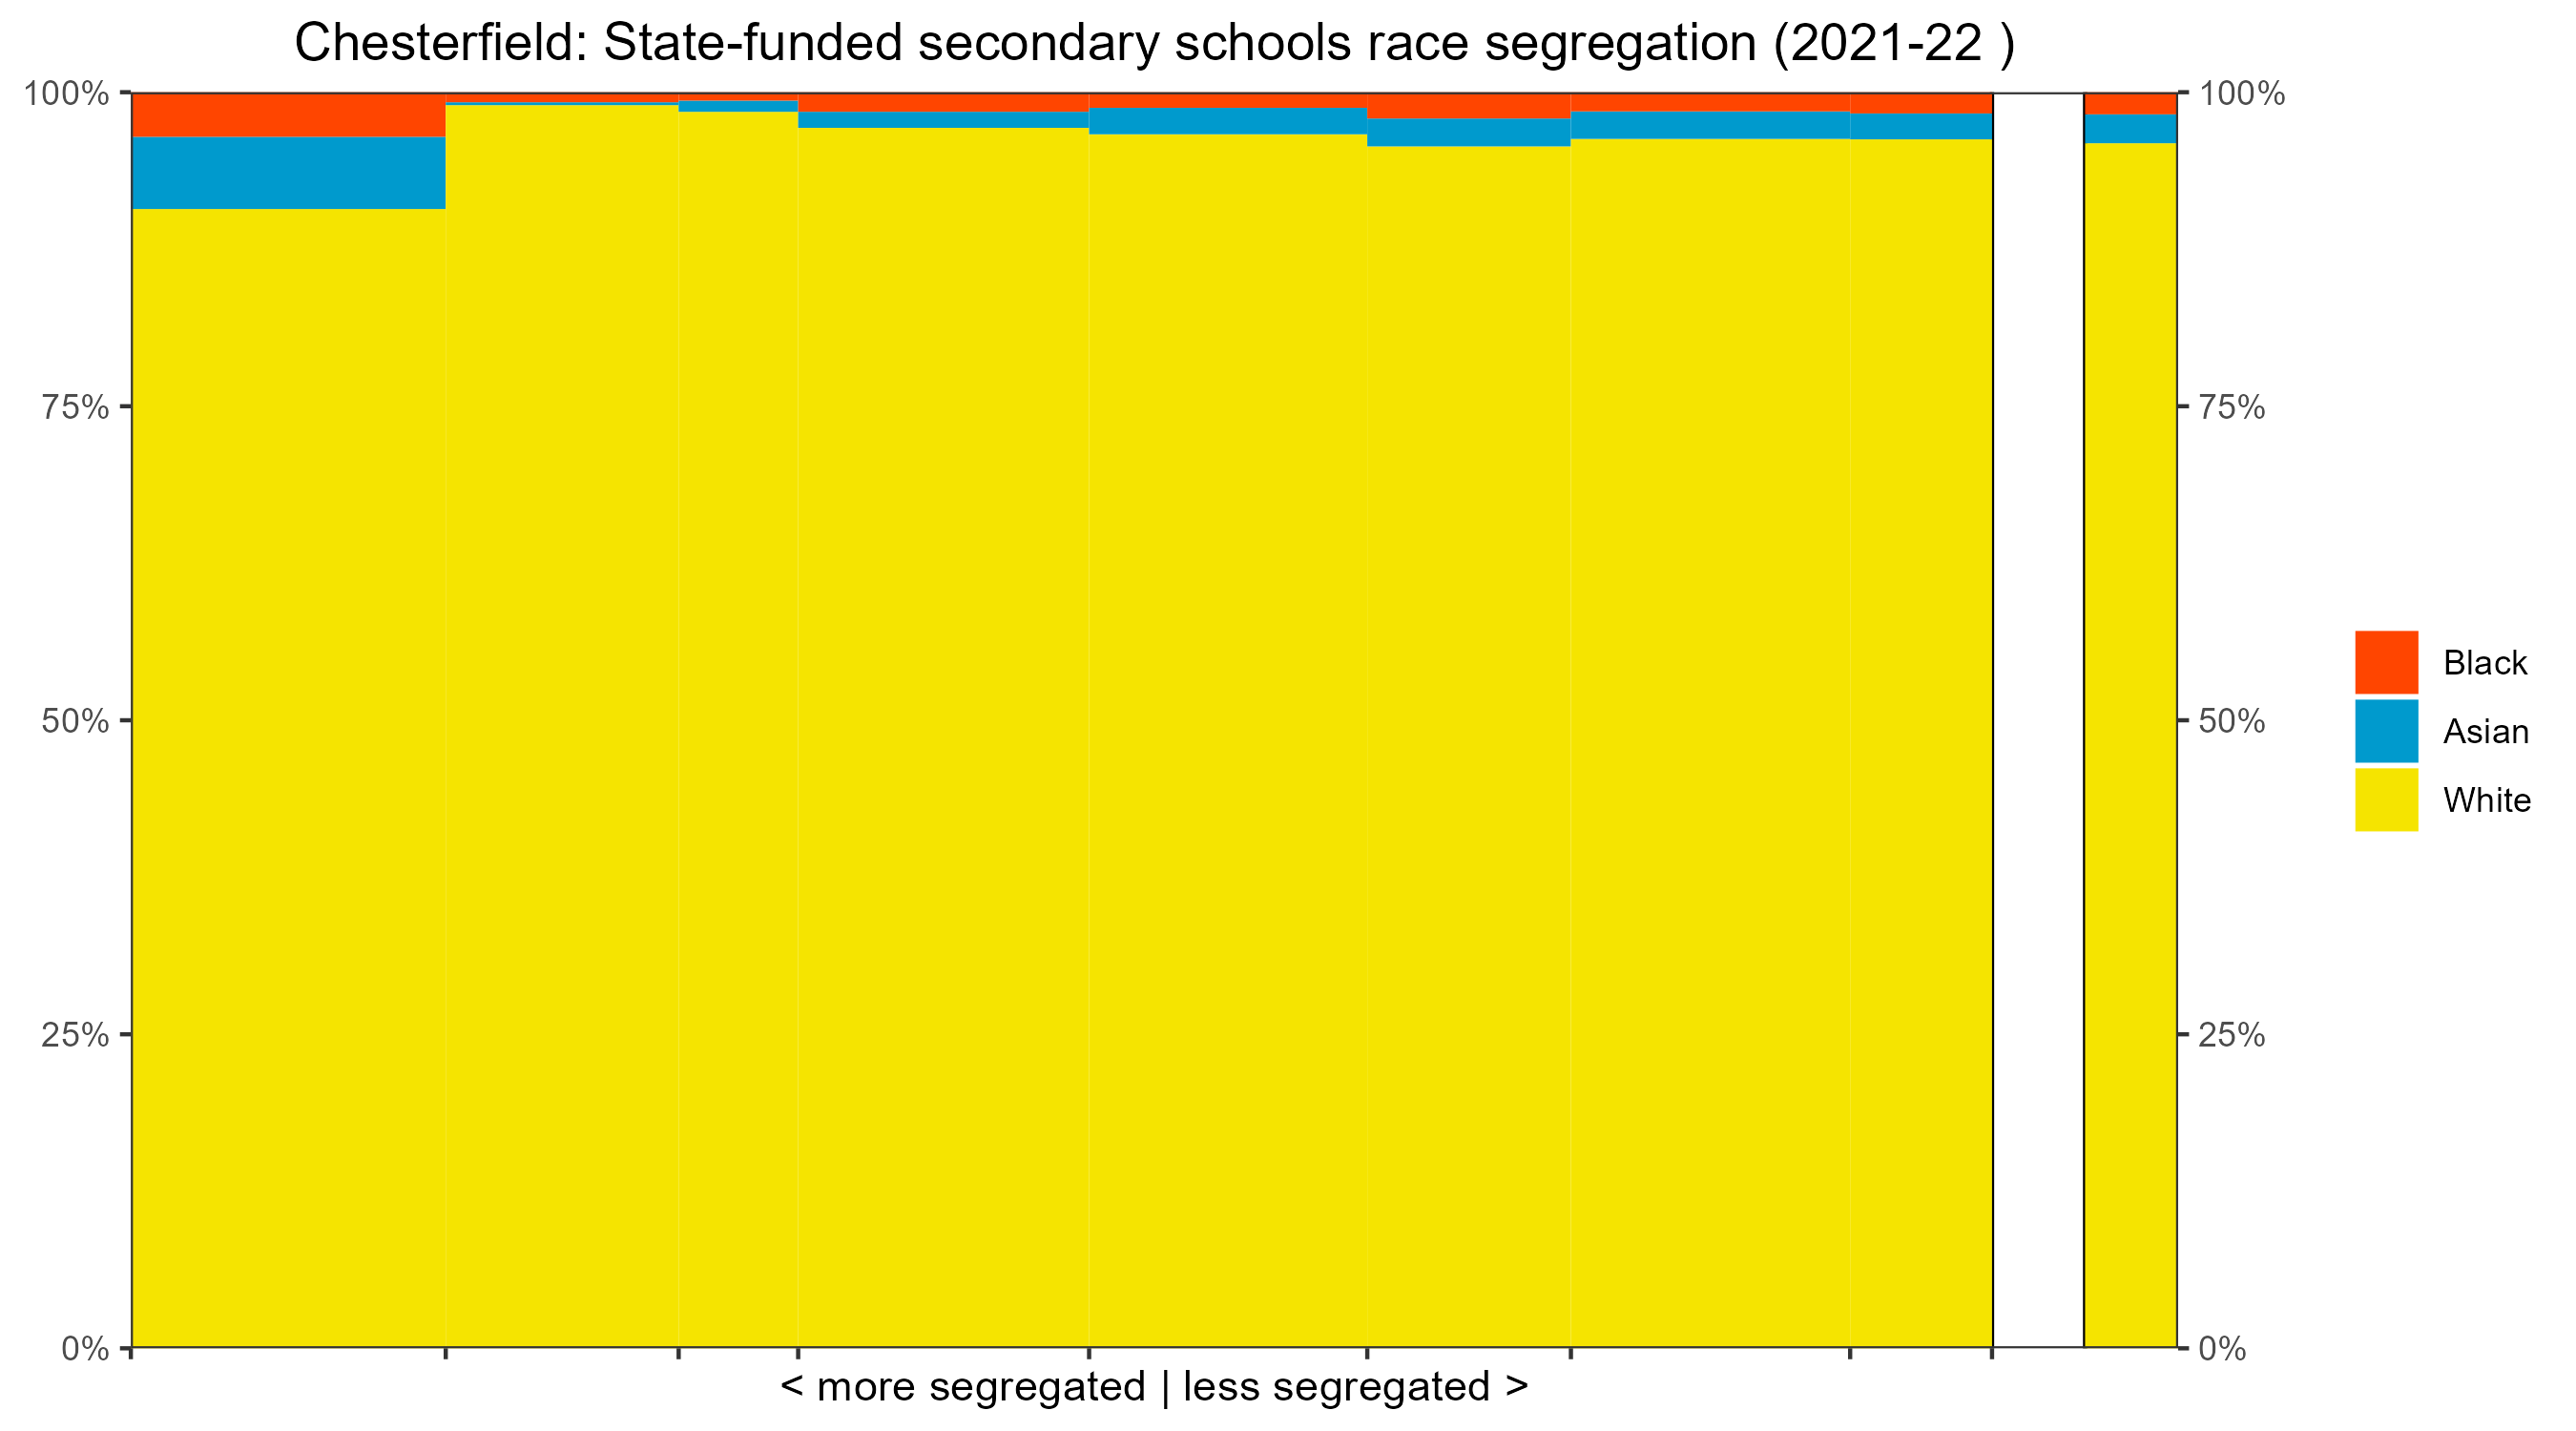 Chesterfield: State-funded secondary schools race segregation (2021-22 )
100%
75%
50%
25%
0%
100%
75%
50%
25%
0%
Black
Asian
White
< more segregated | less segregated >